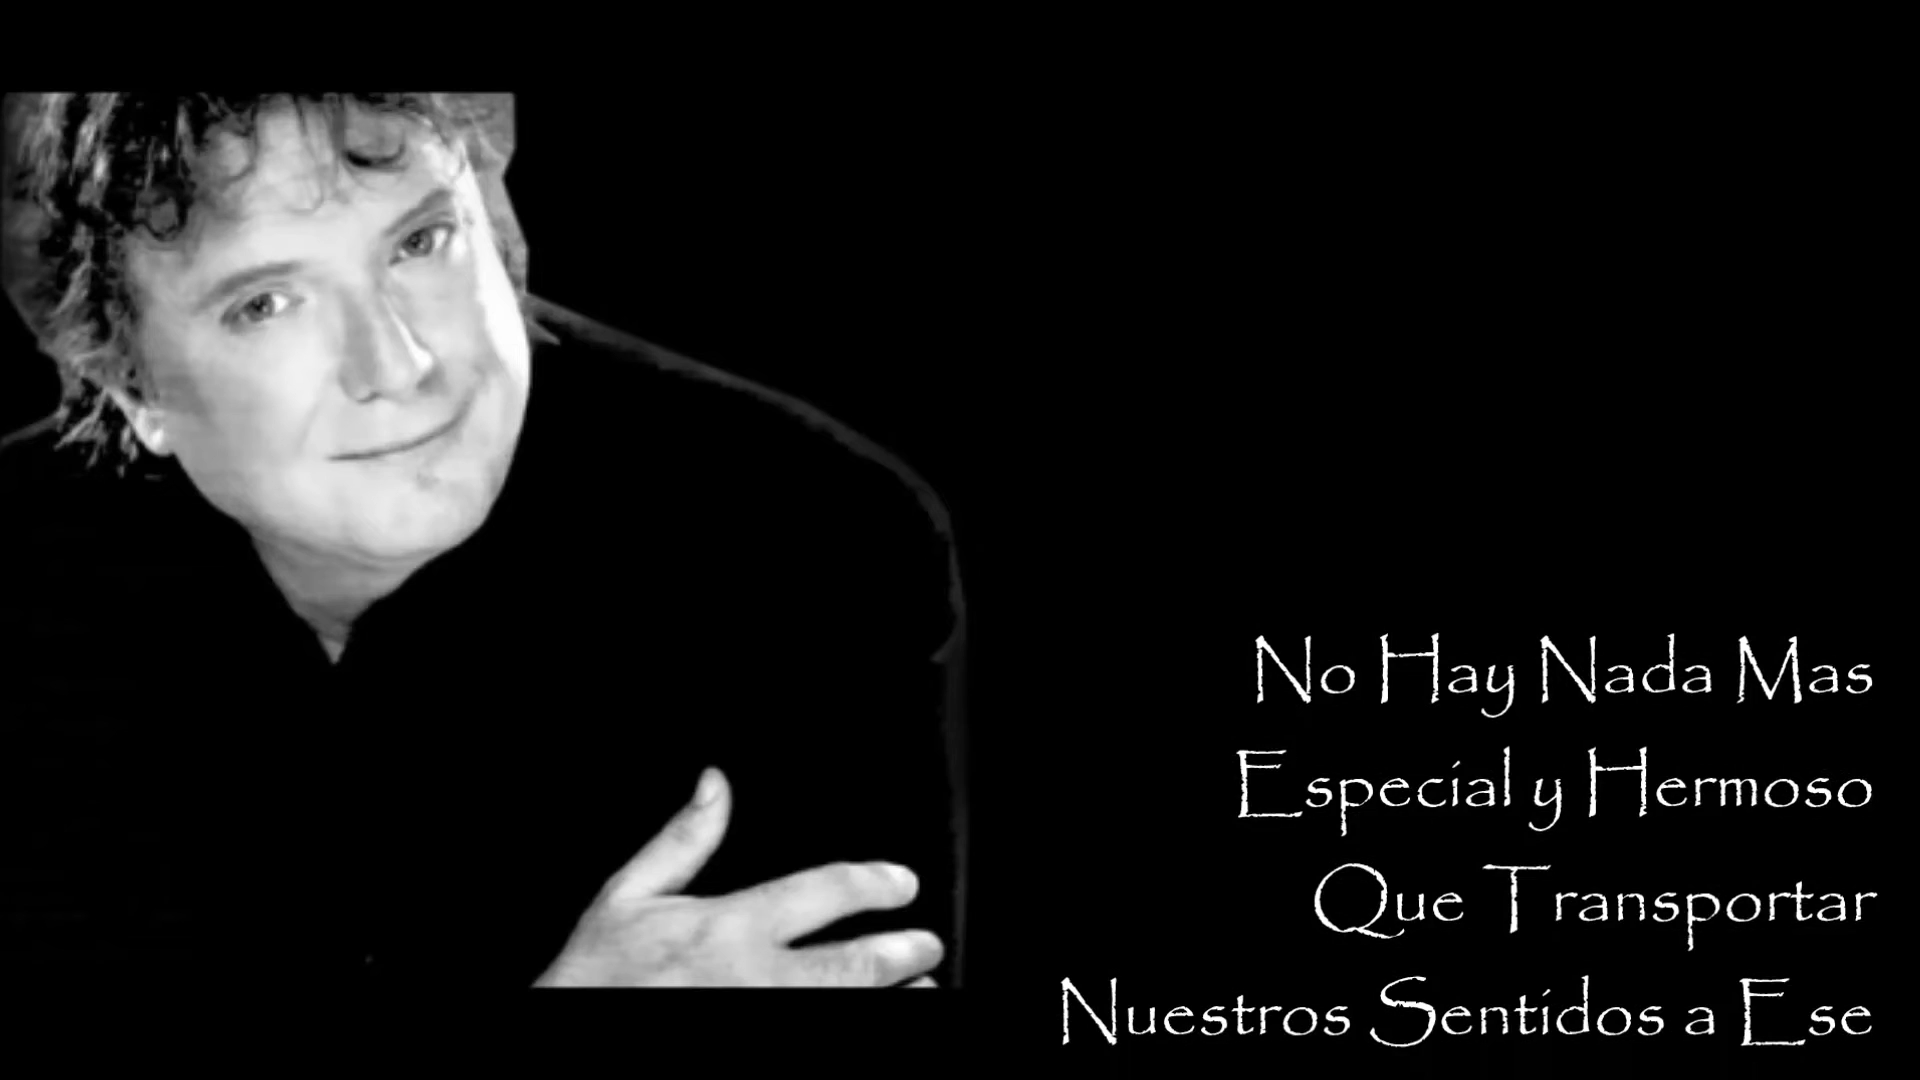 No Hay Nada Mas
Especial y Hermoso
Que Transportar
Nuestros Sentidos a Ese